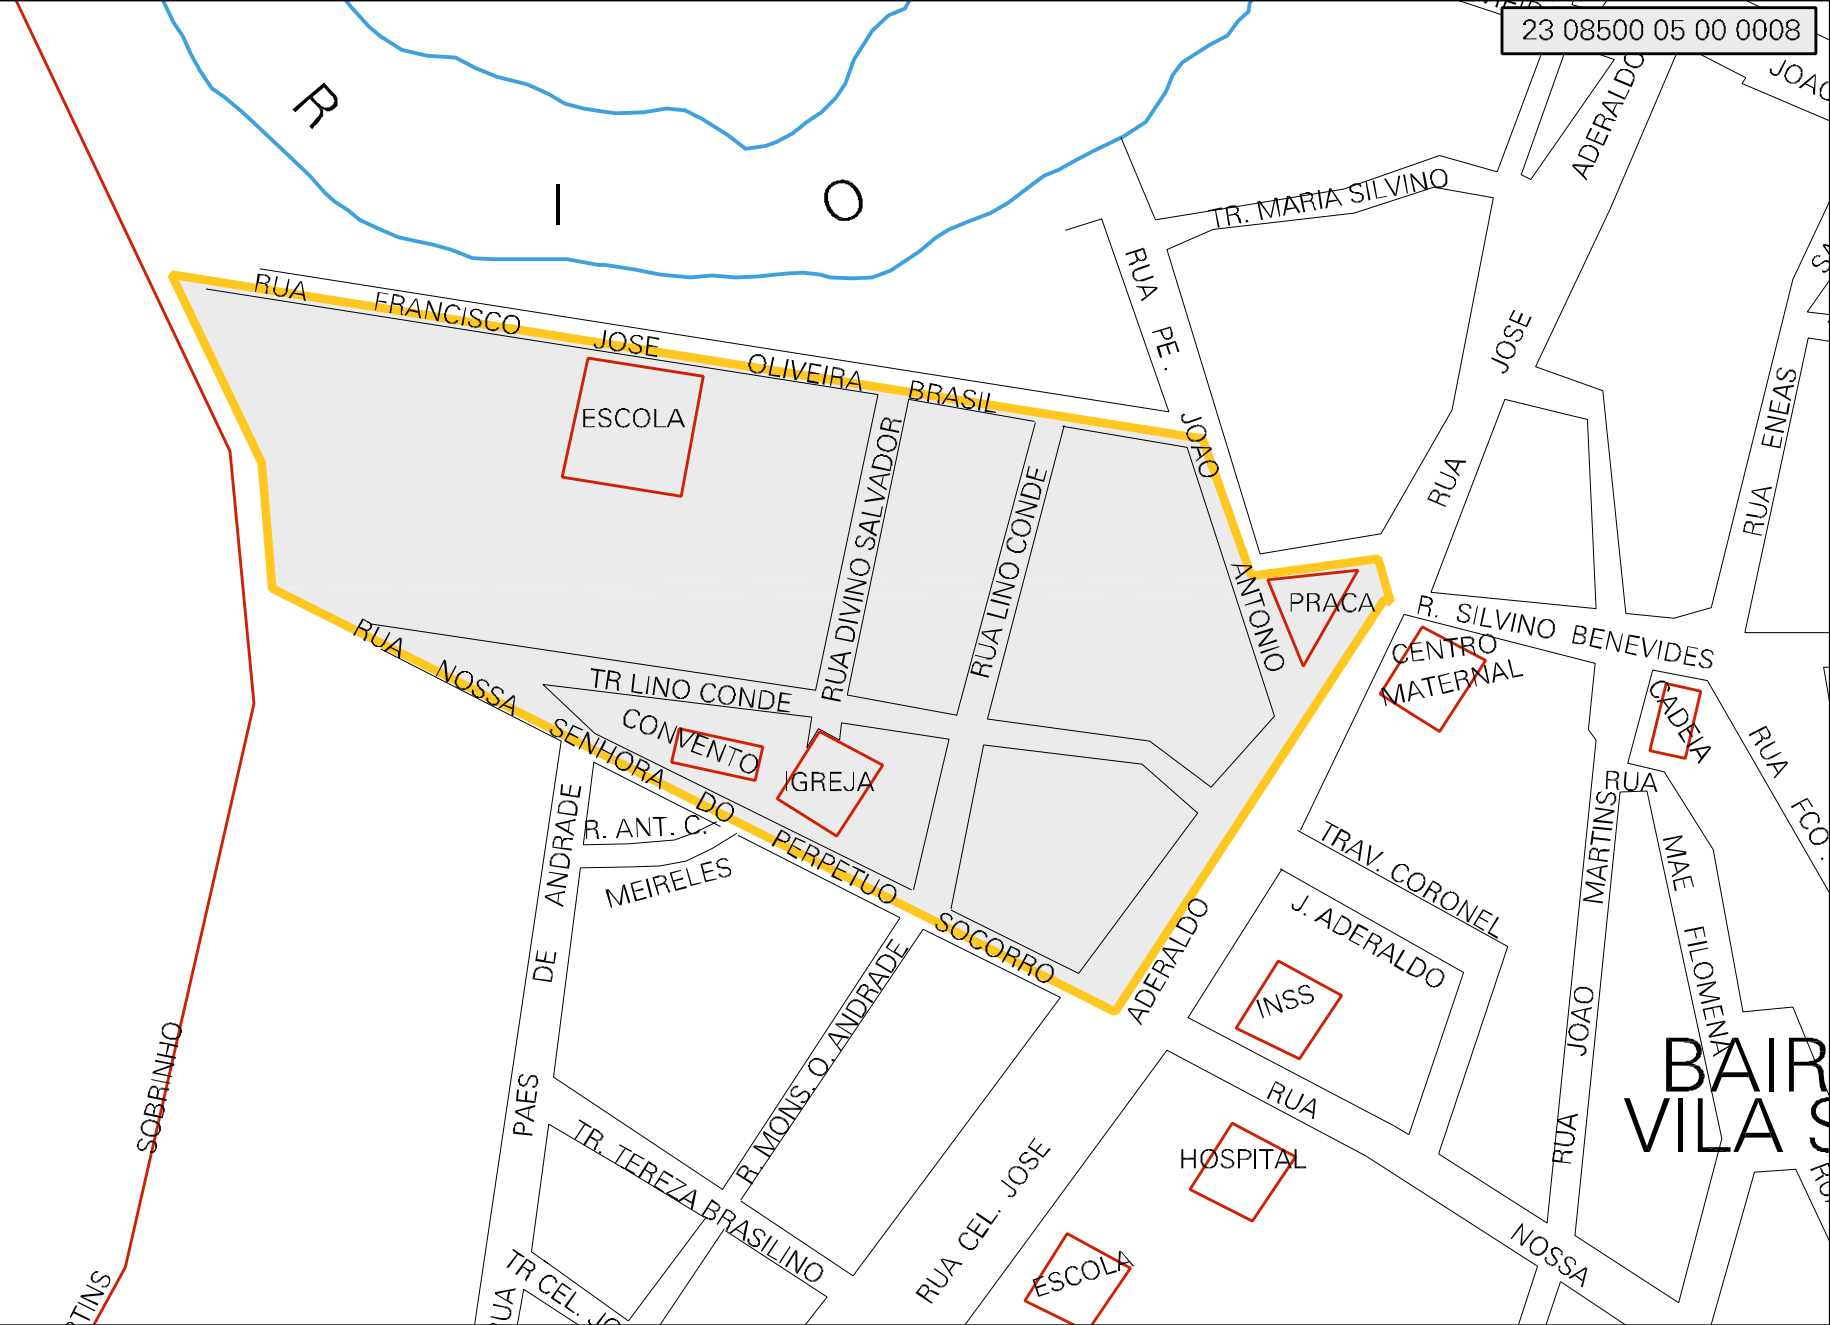 23 08500 05 00 0008
JOAO
ADERALDO
R I O
TR. MARIA SILVINO
RUA PE. JOAO ANTONIO
RUA FRANCISCO JOSE OLIVEIRA BRASIL
RUA JOSE
RUA ENEAS
ESCOLA
RUA DIVINO SALVADOR
RUA LINO CONDE
PRACA
R. SILVINO BENEVIDES
CENTRO
MATERNAL
CADEIA
RUA FCO.
RUA NOSSA SENHORA DO PERPETUO SOCORRO
TR LINO CONDE
CONVENTO
IGREJA
RUA
MAE FILOMENA
RUA JOAO MARTINS
R. ANT. C.
MEIRELES
PAES DE ANDRADE
TRAV. CORONEL
J. ADERALDO
INSS
R. MONS. O. ANDRADE
RUA CEL. JOSE ADERALDO
SOBRINHO
TINS
BAIR
VILA S
RUA NOSSA
HOSPITAL
TR. TEREZA BRASILINO
ESCOLA
TR CEL. JO
UA